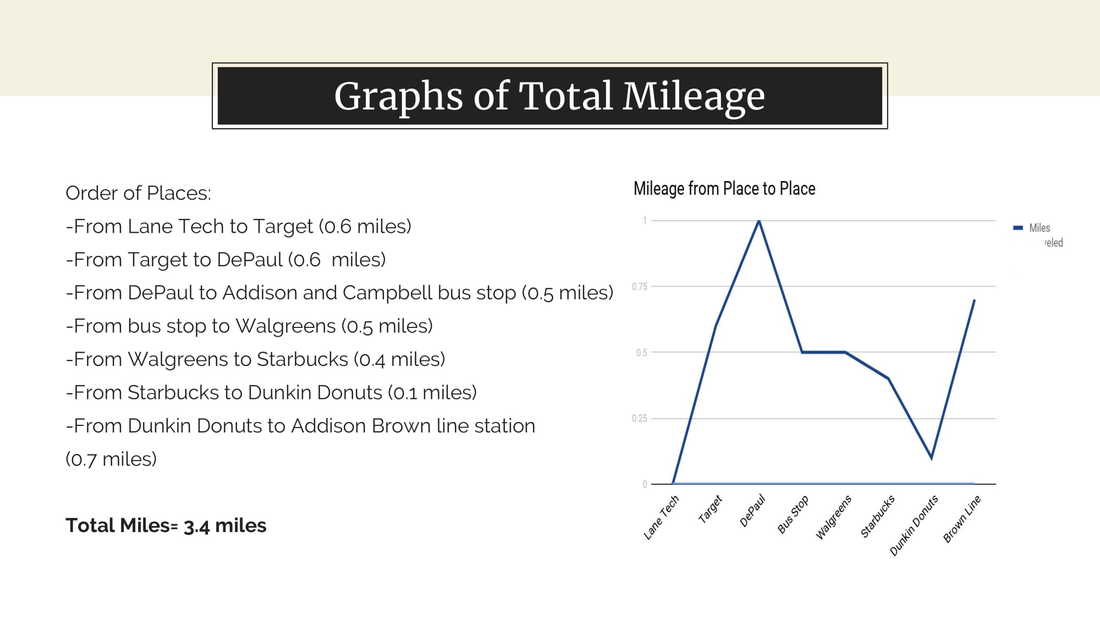 Graphs of Total Mileage
Order of Places:
-From Lane Tech to Target (0.6 miles)
-From Target to DePaul (0.6  miles)
-From DePaul to Addison and Campbell bus stop (0.5 miles)
-From bus stop to Walgreens (0.5 miles)
-From Walgreens to Starbucks (0.4 miles)
-From Starbucks to Dunkin Donuts (0.1 miles)
-From Dunkin Donuts to Addison Brown line station
(0.7 miles)
Total Miles= 3.4 miles
Mileage from Place to Place
1
0.75
0.5
0.25
0
Lane Tech
Target
DePaul
Bus Stop
Walgreens
Starbucks
Dunkin Donuts
Brown Line
Miles